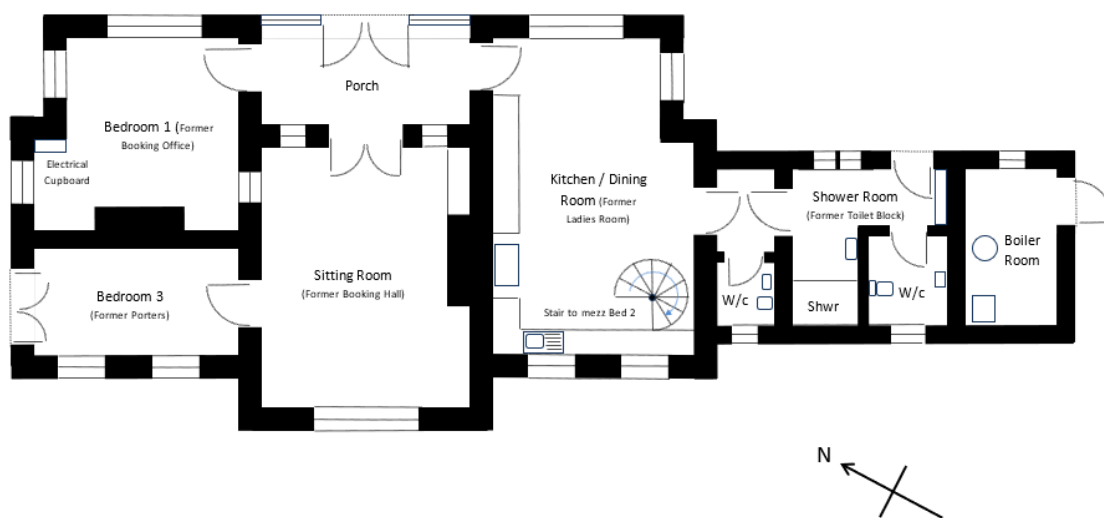 Porch
Bedroom 1 (Former
Booking Office)
Electrical
Cupboard
Kitchen / Dining
Room (Former
Ladies Room)
Shower Room
(Former Toilet Block)
Boiler
Room
Sitting Room
(Former Booking Hall)
Bedroom 3
(Former Porters)
W/c
Shwr
W/c
Stair to mezz Bed 2
N